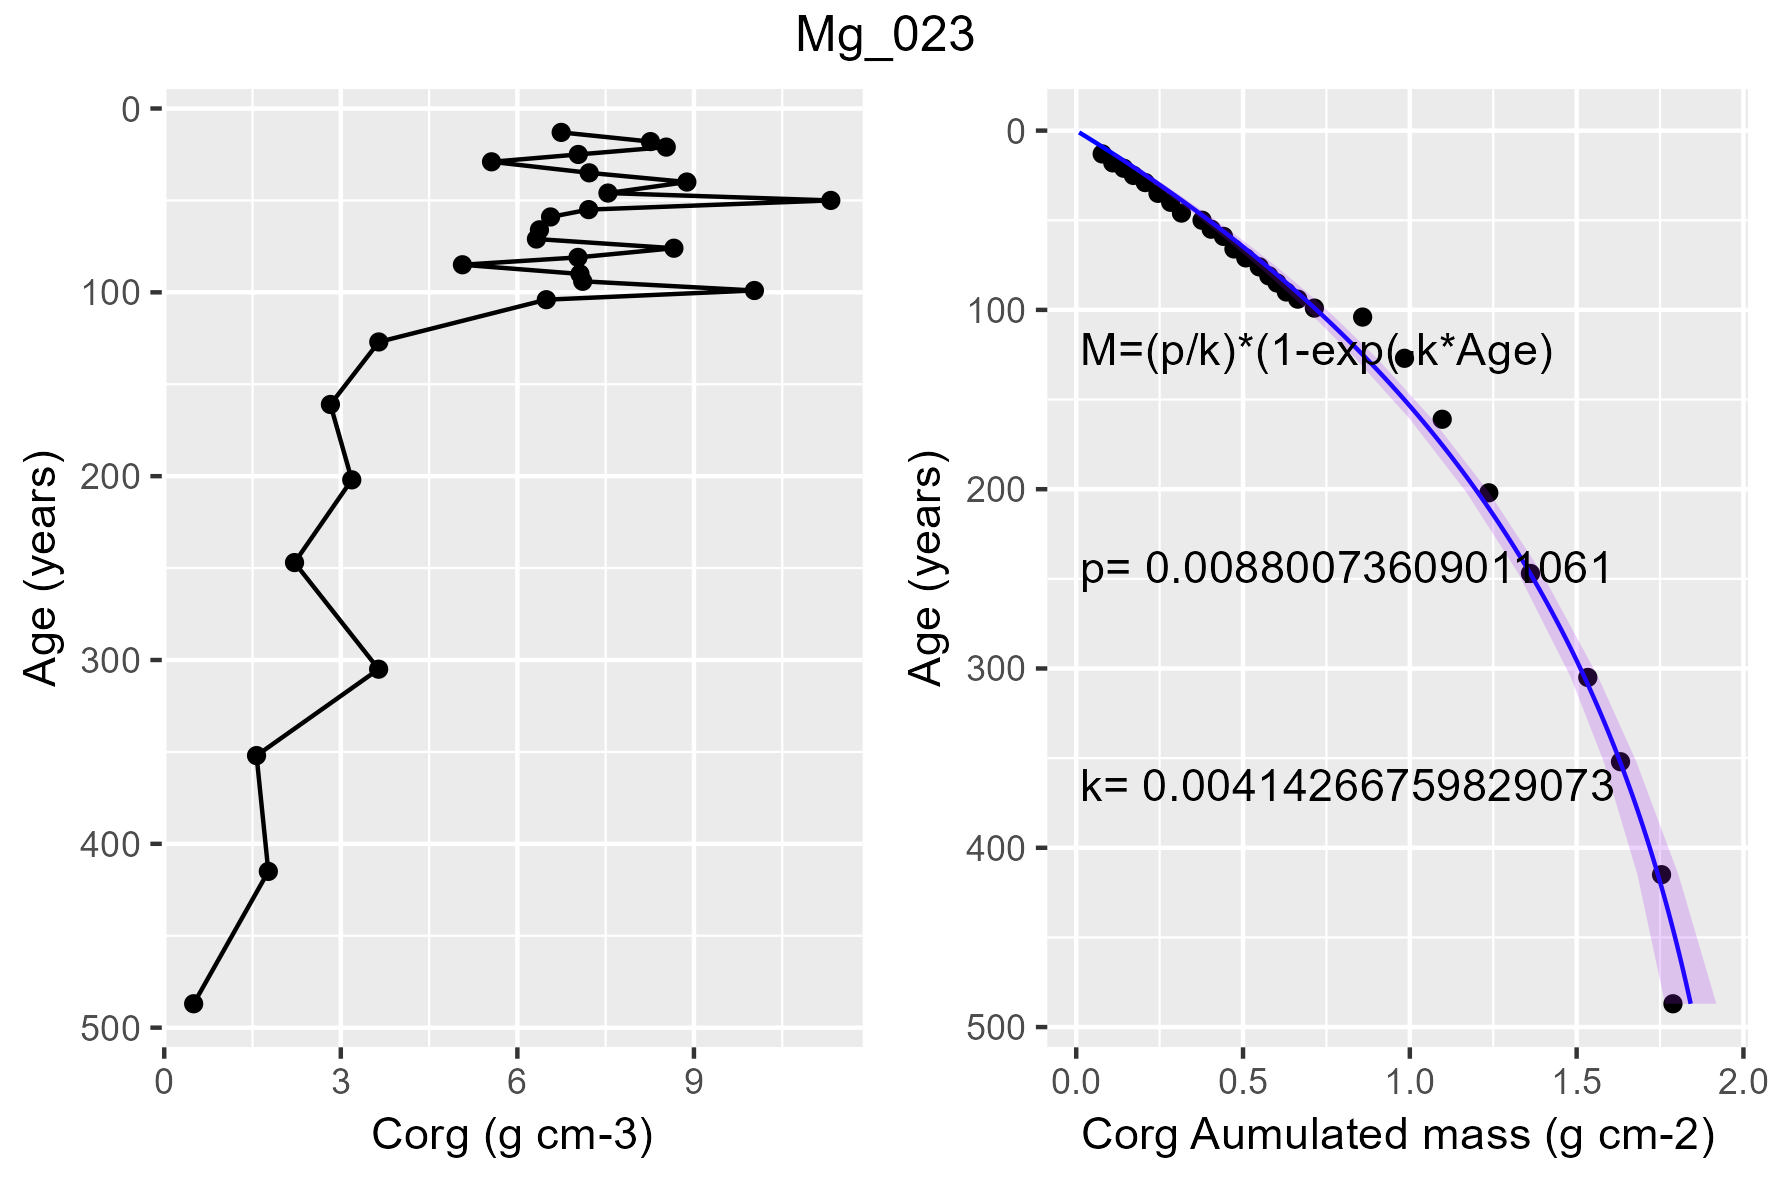 Mg_023
0
100
200
300
400
500
Age (years)
0 3 6 9
Corg (g cm-3)
0
100
200
300
400
500
Age (years)
M=(p/k)*(1-exp(-k*Age)
p= 0.00880073609011061
k= 0.00414266759829073
0.0 0.5 1.0 1.5 2.0
Corg Aumulated mass (g cm-2)